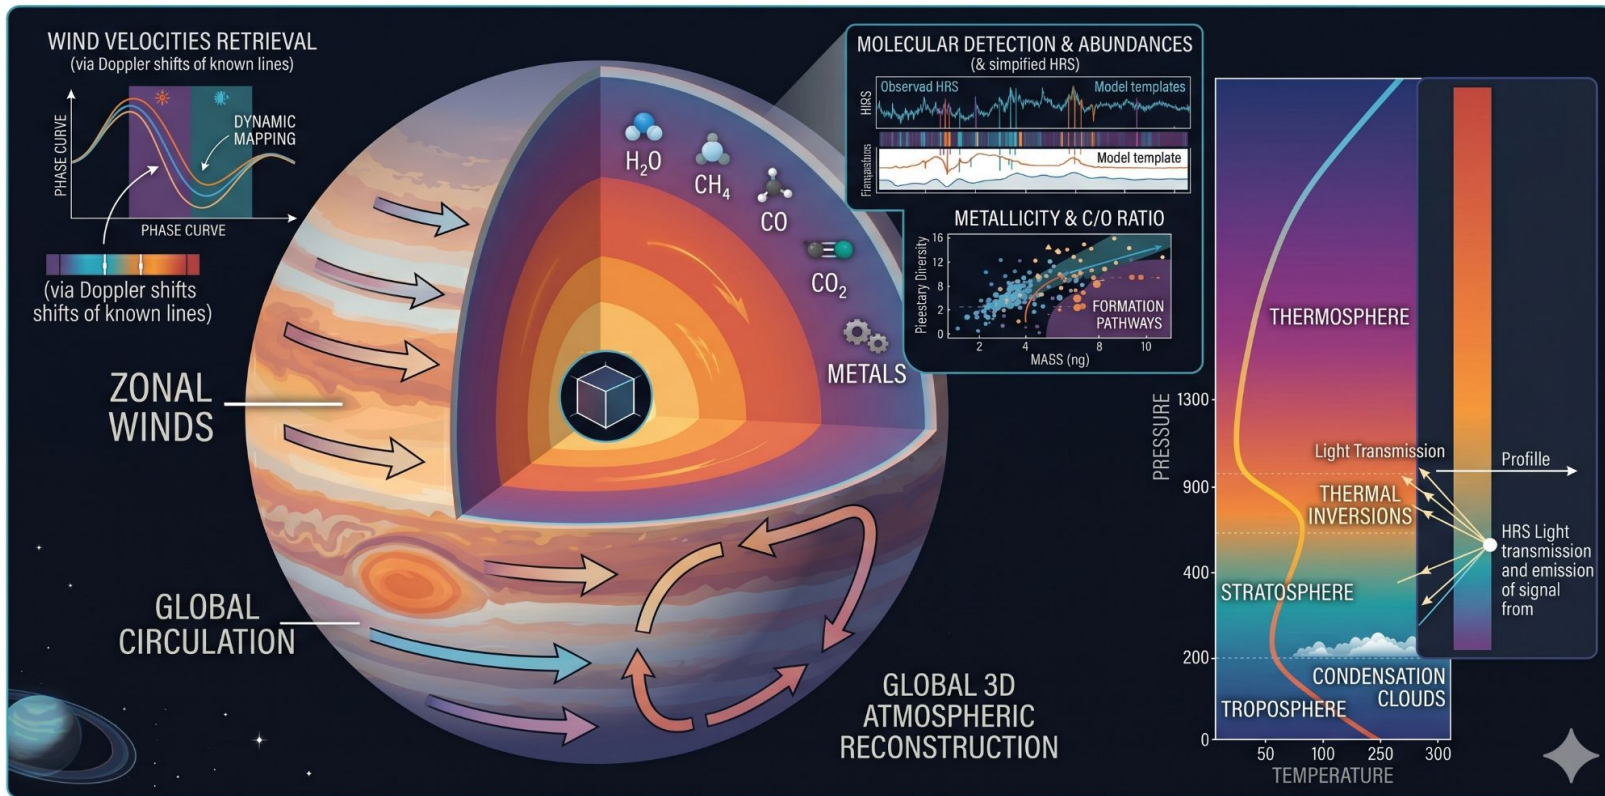 WIND VELOCITIES RETRIEVAL
(via Doppler shifts of known lines)
PHASE CURVE
DYNAMIC
MAPPING
PHASE CURVE
(via Doppler shifts
shifts of known lines)
ZONAL
WINDS
GLOBAL
CIRCULATION
H₂O
CH₄
CO
CO₂
METALS
GLOBAL 3D
ATMOSPHERIC
RECONSTRUCTION
MOLECULAR DETECTION & ABUNDANCES
(& simpified HRS)
Observad HRS
Model templates
Model template
METALLICITY & C/O RATIO
16
12
8
2
0
FORMATION
PATHWAYS
2
4
8
10
MABS (ng)
PRESSURE
1300
900
400
200
0
THERMOSPHERE
Light Transmission
THERMAL
INVERSIONS
STRATOSPHERE
CONDENSATION
CLOUDS
TROPOSPHERE
50
100
250
300
TEMPERATURE
Profille
HRS Light
transmission
and emission
of signal
from